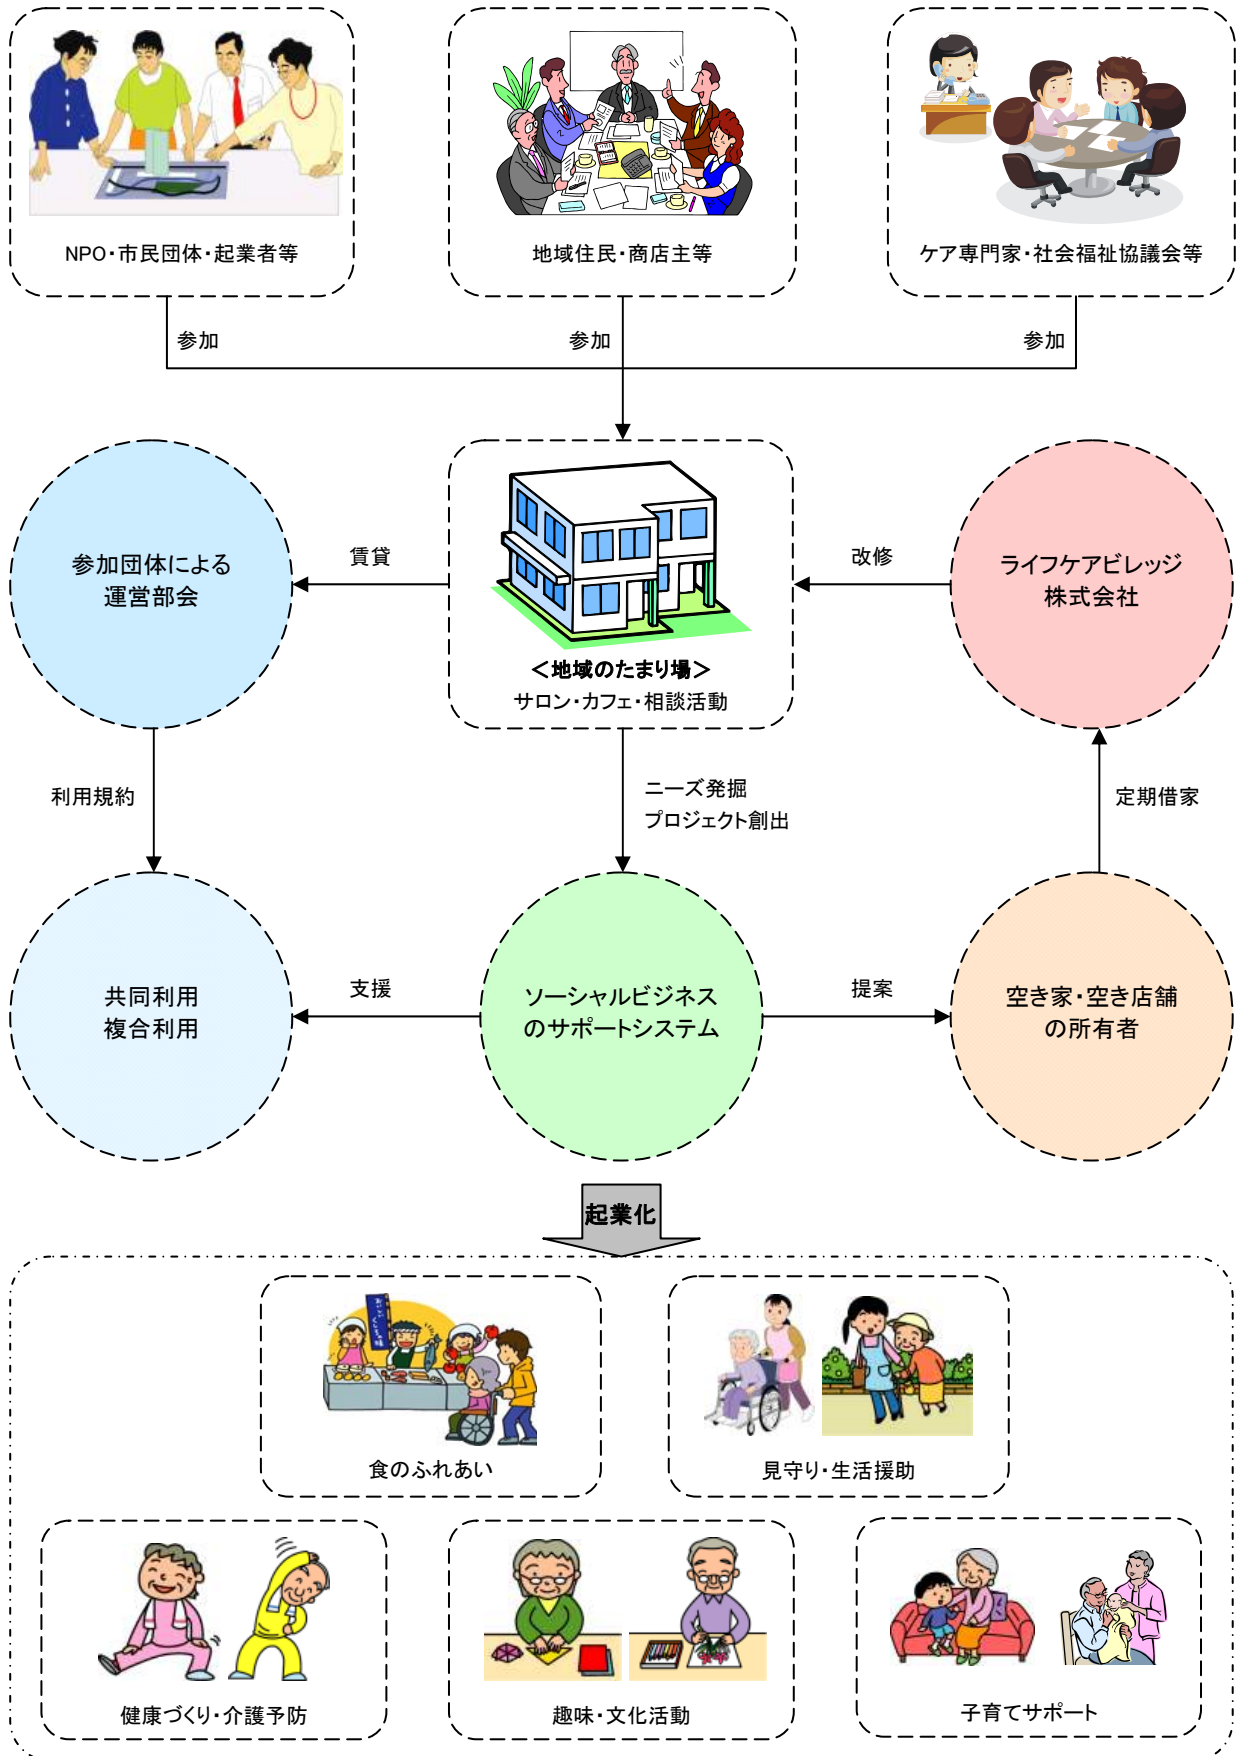 NPO・市民団体・起業者等
地域住民・商店主等
ケア専門家・社会福祉協議会等
参加
参加
参加
参加団体による
運営部会
賃貸
<地域のたまり場>
サロン・カフェ・相談活動
改修
ライフケアビレッジ
株式会社
利用規約
ニーズ発掘
プロジェクト創出
定期借家
共同利用
複合利用
支援
ソーシャルビジネス
のサポートシステム
提案
空き家・空き店舗
の所有者
起業化
食のふれあい
見守り・生活援助
健康づくり・介護予防
趣味・文化活動
子育てサポート